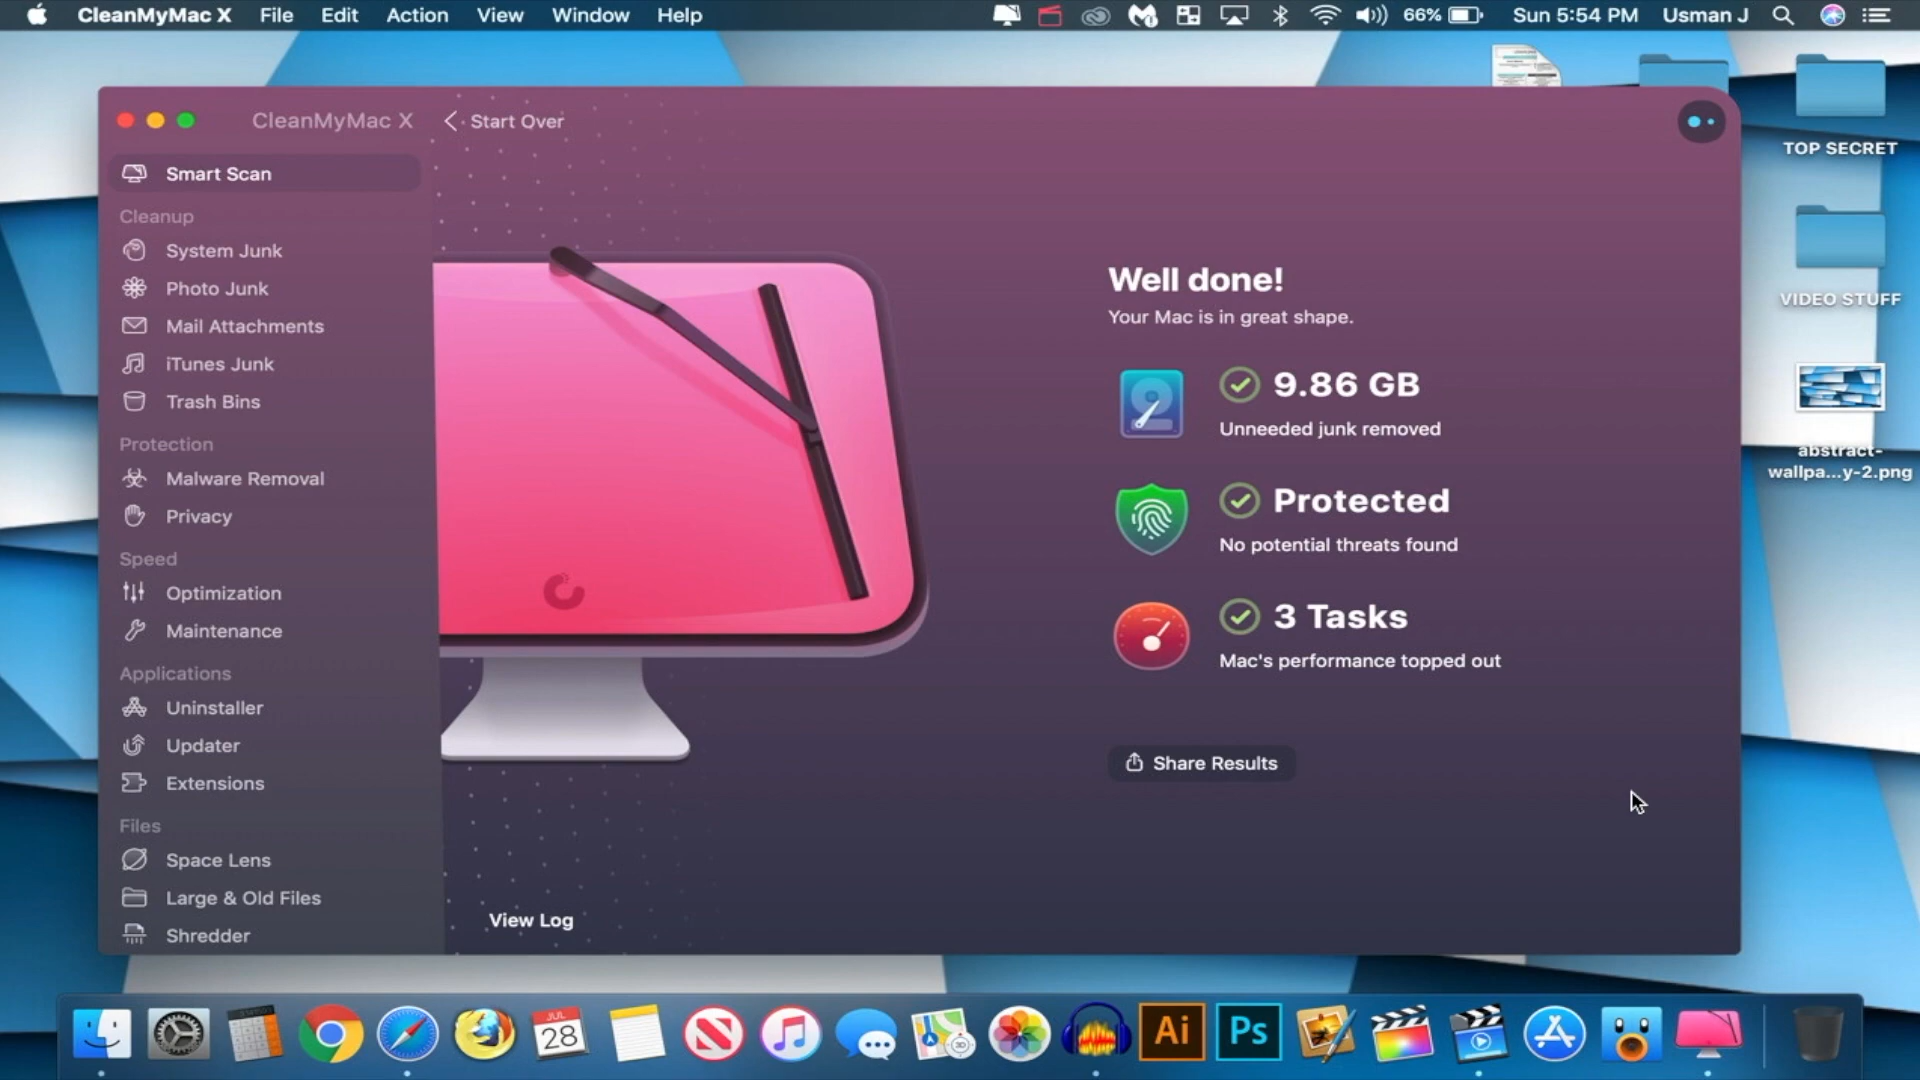 CleanMyMac X File Edit Action View Window Help 66% Sun 5:54 PM Usman J
CleanMyMac X
Start Over
Smart Scan
Cleanup
System Junk
Photo Junk
Mail Attachments
iTunes Junk
Trash Bins
Protection
Malware Removal
Privacy
Speed
Optimization
Maintenance
Applications
Uninstaller
Updater
Extensions
Files
Space Lens
Large & Old Files
Shredder
Well done!
Your Mac is in great shape.
9.86 GB
Unneeded junk removed
Protected
No potential threats found
3 Tasks
Mac's performance topped out
Share Results
View Log
TOP SECRET
VIDEO STUFF
abstract-
wallpa...y-2.png
JUL
28
3D
Ai
Ps